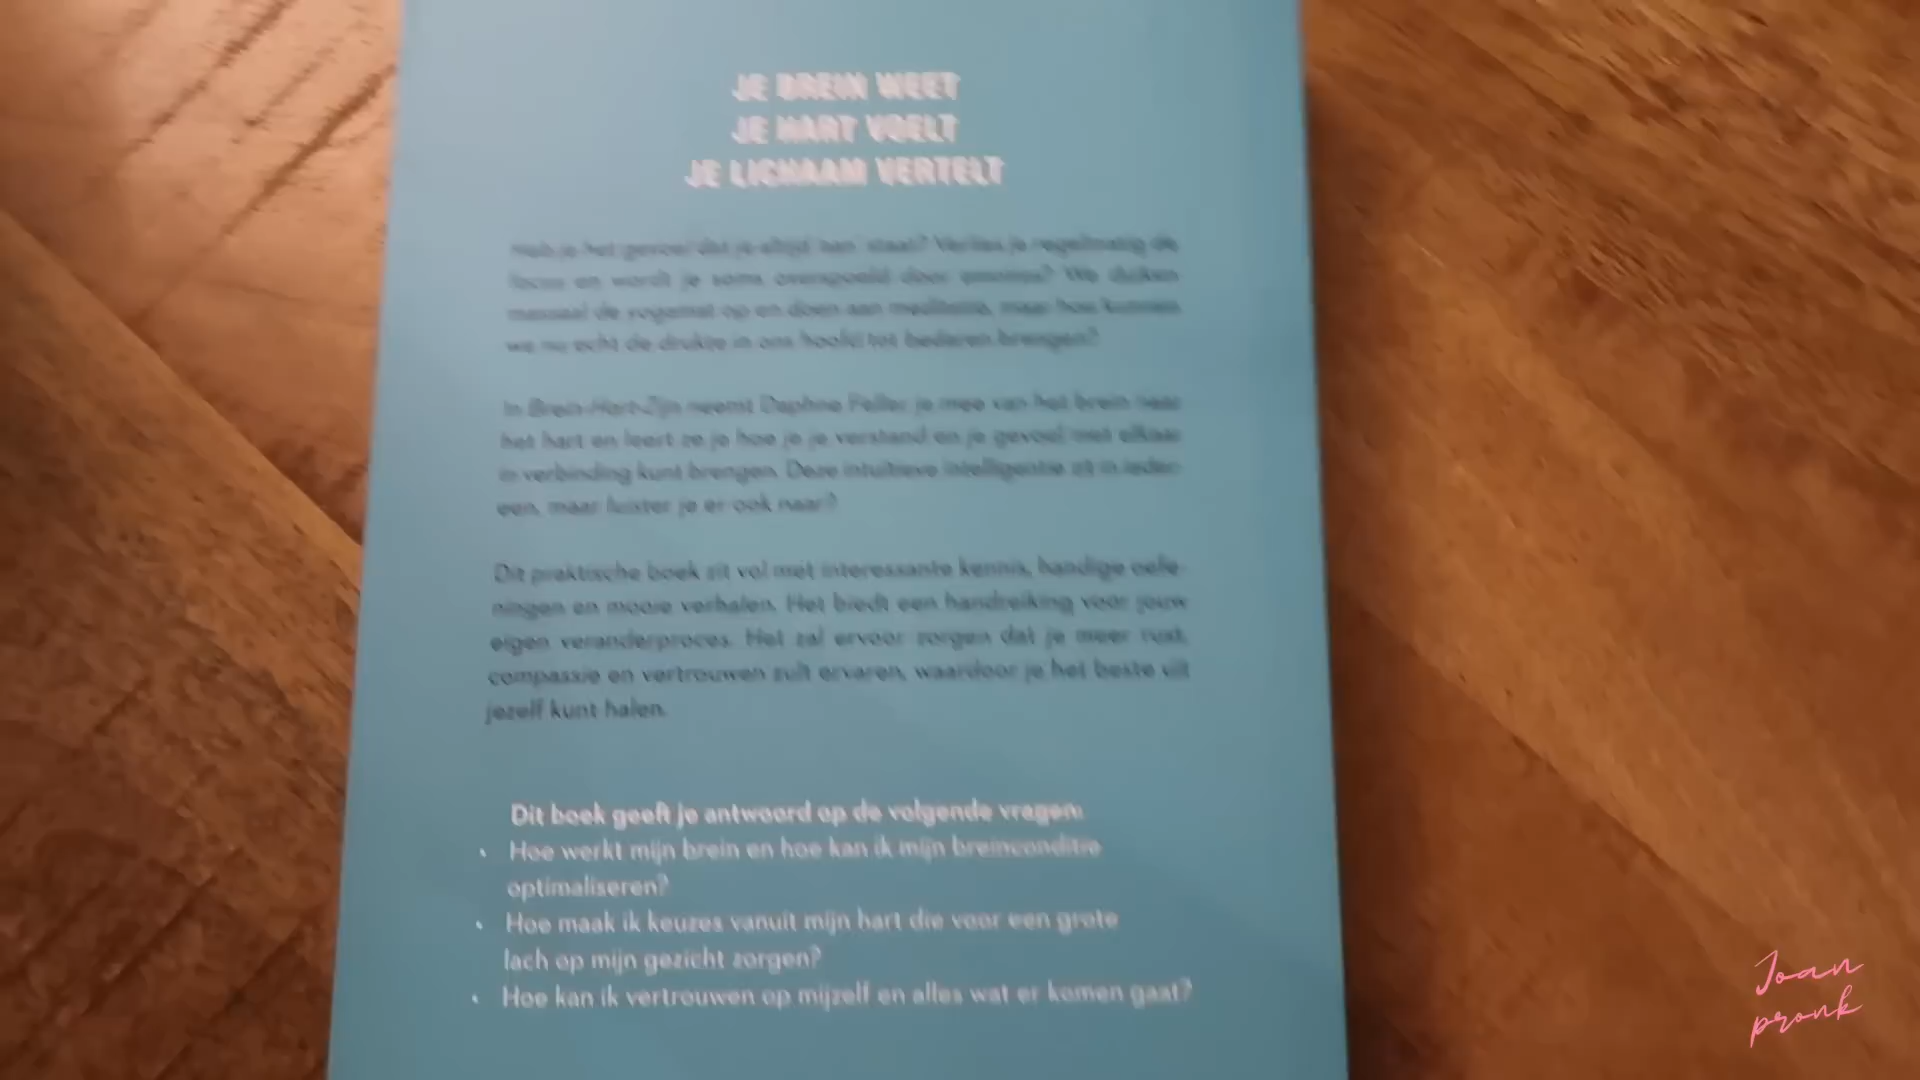 JE BREIN WEET
JE HART VOELT
JE LICHAAM VERTELT
Heb je het gevoel dat je altijd 'aan' staat? Verlies je regelmatig de
focus en wordt je soms overspoeld door emoties? We duiken
massaal de yogamat op en doen aan meditatie, maar hoe kunnen
we nu echt de drukte in ons hoofd tot bedaren brengen?
In Brein-Hart-Zijn neemt Daphne Feller je mee van het brein naar
het hart en leert ze je hoe je je verstand en je gevoel met elkaar
in verbinding kunt brengen. Deze intuïtieve intelligentie zit in ieder-
een, maar luister je er ook naar?
Dit praktische boek zit vol met interessante kennis, handige oefe-
ningen en mooie verhalen. Het biedt een handreiking voor jouw
eigen veranderproces. Het zal ervoor zorgen dat je meer rust,
compassie en vertrouwen zult ervaren, waardoor je het beste uit
jezelf kunt halen.
Dit boek geeft je antwoord op de volgende vragen:
• Hoe werkt mijn brein en hoe kan ik mijn breinconditie
optimaliseren?
• Hoe maak ik keuzes vanuit mijn hart die voor een grote
lach op mijn gezicht zorgen?
• Hoe kan ik vertrouwen op mijzelf en alles wat er komen gaat?
Joan
pronk